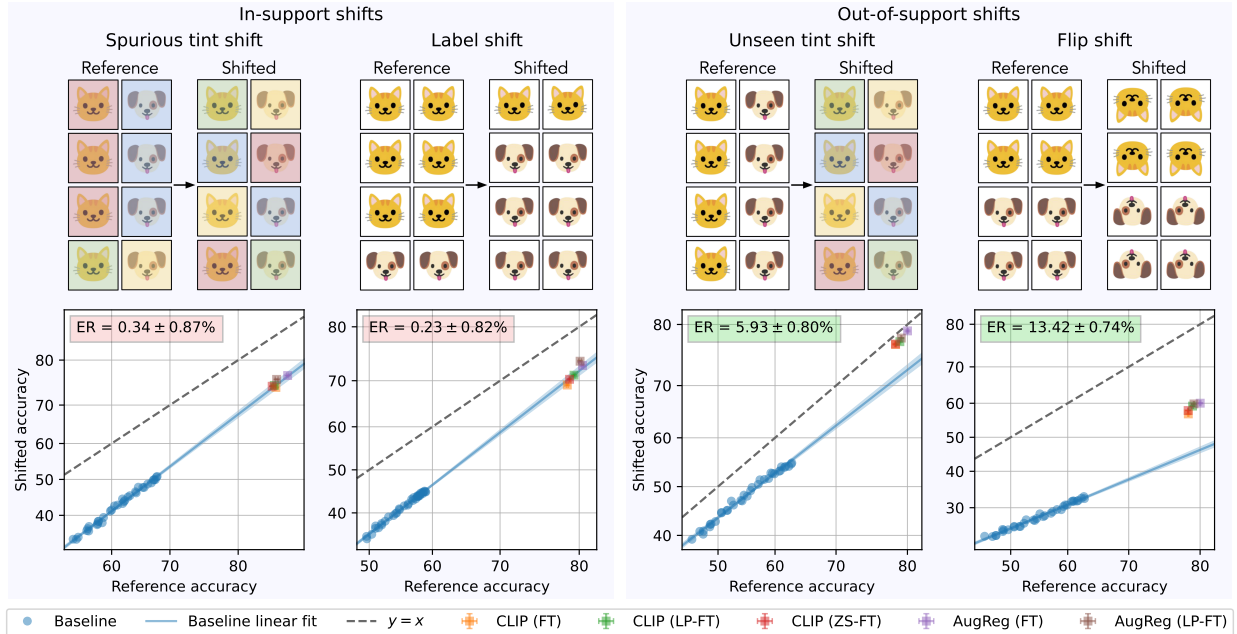 In-support shifts
Out-of-support shifts
Spurious tint shift
Label shift
Unseen tint shift
Flip shift
Reference
Shifted
Reference
Shifted
Reference
Shifted
Reference
Shifted
ER = 0.34 ± 0.87%
80
70
60
50
40
60
70
80
Shifted accuracy
Reference accuracy
ER = 0.23 ± 0.82%
80
70
60
50
40
50
60
70
80
Reference accuracy
ER = 5.93 ± 0.80%
80
70
60
50
40
50
60
70
80
Shifted accuracy
Reference accuracy
ER = 13.42 ± 0.74%
80
70
60
50
40
30
50
60
70
80
Reference accuracy
Baseline
Baseline linear fit
y = x
CLIP (FT)
CLIP (LP-FT)
CLIP (ZS-FT)
AugReg (FT)
AugReg (LP-FT)